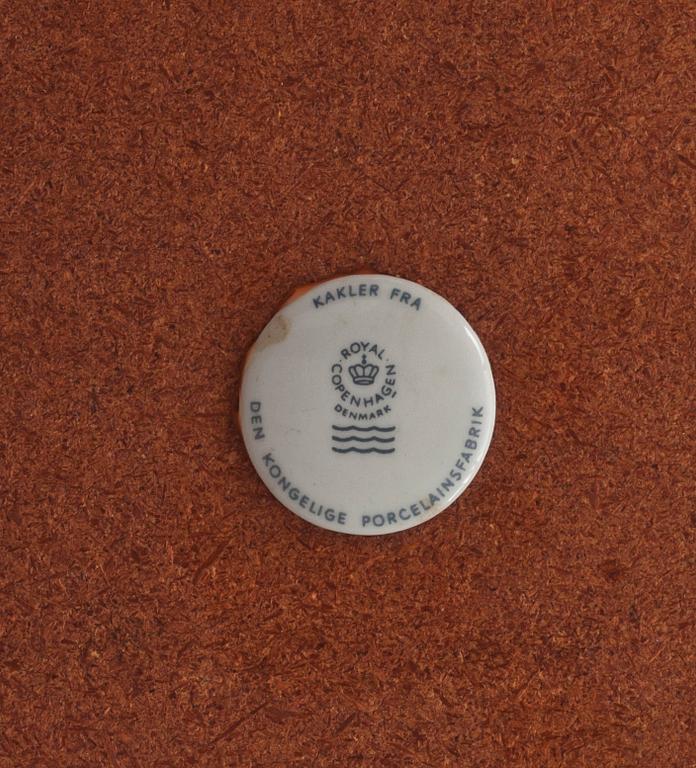 KAKLER FRA
ROYAL
COPENHAGEN
DENMARK
DEN KONGELIGE PORCELAINSFABRIK